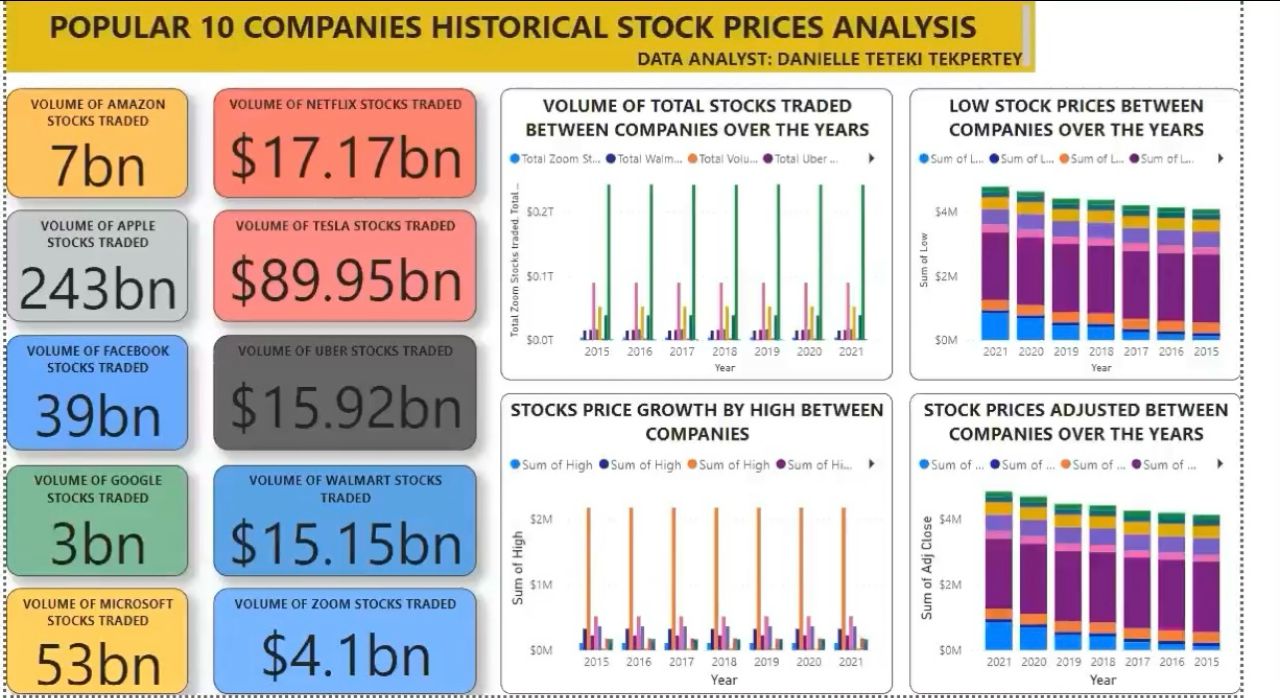 POPULAR 10 COMPANIES HISTORICAL STOCK PRICES ANALYSIS
DATA ANALYST: DANIELLE TETEKI TEKPERTEY
VOLUME OF AMAZON
STOCKS TRADED
7bn
VOLUME OF NETFLIX STOCKS TRADED
$17.17bn
VOLUME OF APPLE
STOCKS TRADED
243bn
VOLUME OF TESLA STOCKS TRADED
$89.95bn
VOLUME OF FACEBOOK
STOCKS TRADED
39bn
VOLUME OF UBER STOCKS TRADED
$15.92bn
VOLUME OF GOOGLE
STOCKS TRADED
3bn
VOLUME OF WALMART STOCKS
TRADED
$15.15bn
VOLUME OF MICROSOFT
STOCKS TRADED
53bn
VOLUME OF ZOOM STOCKS TRADED
$4.1bn
VOLUME OF TOTAL STOCKS TRADED
BETWEEN COMPANIES OVER THE YEARS
Total Zoom St... Total Walm... Total Volu... Total Uber ...
Total Zoom Stocks traded, Total...
$0.2T
$0.1T
$0.0T
2015 2016 2017 2018 2019 2020 2021
Year
LOW STOCK PRICES BETWEEN
COMPANIES OVER THE YEARS
Sum of L... Sum of L... Sum of L... Sum of L...
Sum of Low
$4M
$2M
$0M
2021 2020 2019 2018 2017 2016 2015
Year
STOCKS PRICE GROWTH BY HIGH BETWEEN
COMPANIES
Sum of High Sum of High Sum of High Sum of Hi...
Sum of High
$2M
$1M
$0M
2015 2016 2017 2018 2019 2020 2021
Year
STOCK PRICES ADJUSTED BETWEEN
COMPANIES OVER THE YEARS
Sum of ... Sum of ... Sum of ... Sum of ...
Sum of Adj Close
$4M
$2M
$0M
2021 2020 2019 2018 2017 2016 2015
Year